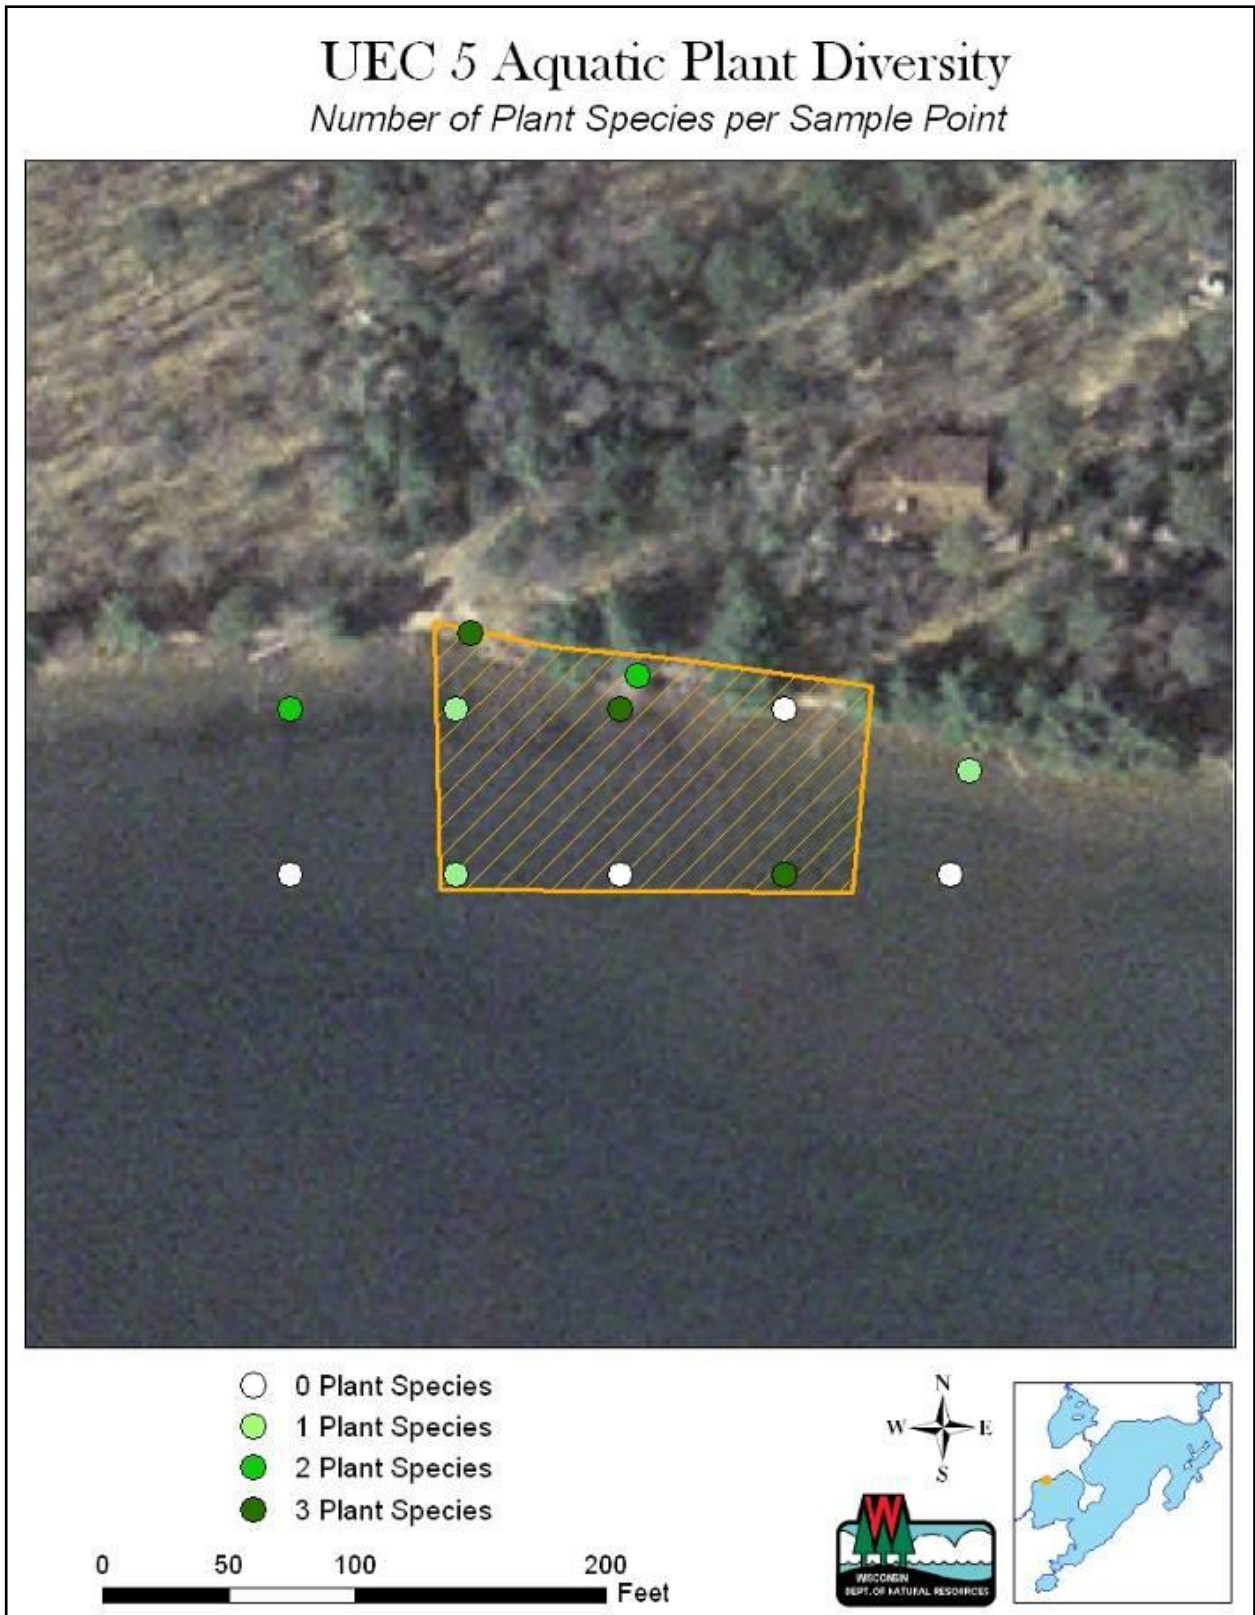 UEC 5 Aquatic Plant Diversity
Number of Plant Species per Sample Point
0 Plant Species
1 Plant Species
2 Plant Species
3 Plant Species
0 50 100 200
Feet
N
W E
S
W
WISCONSIN
DEPT. OF NATURAL RESOURCES